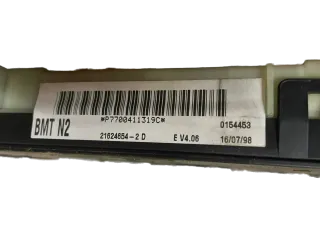 *P7700411319C*
0154453
BMT N2
21624654-2 D
E V4.06
16/07/98